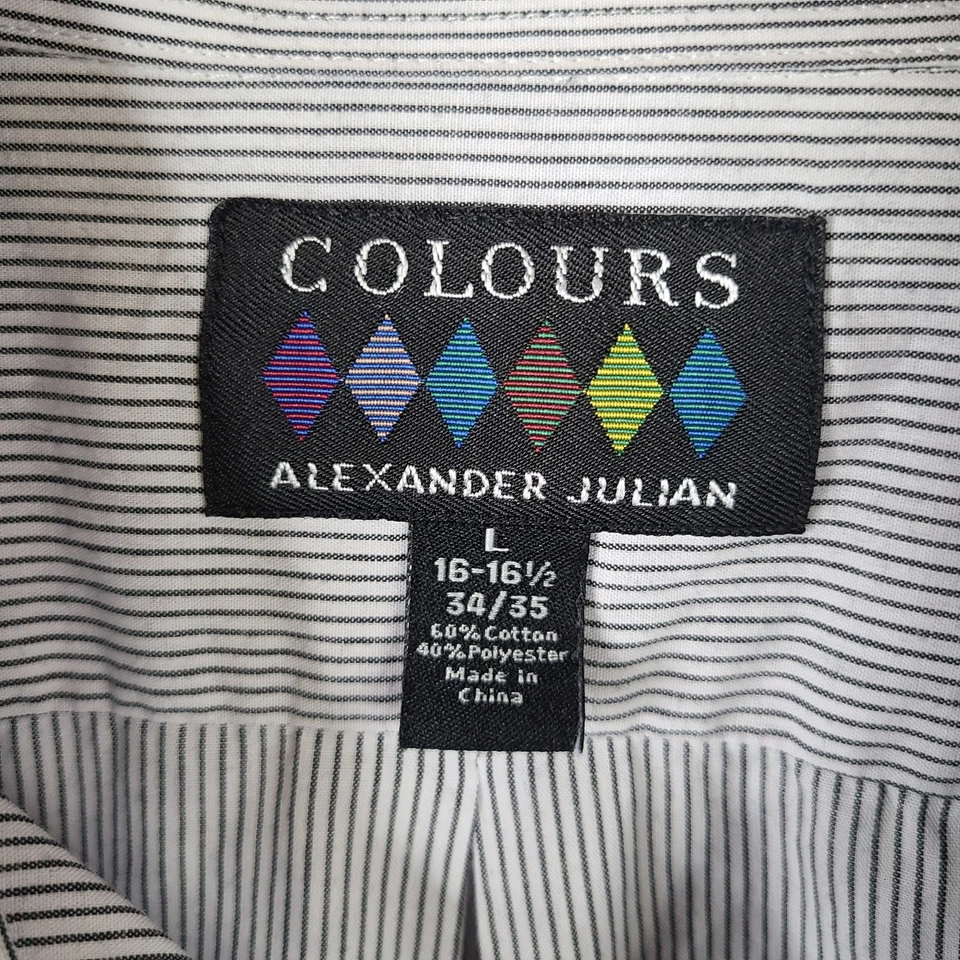 COLOURS
ALEXANDER JULIAN
L
16-16½
34/35
60% Cotton
40% Polyester
Made in
China